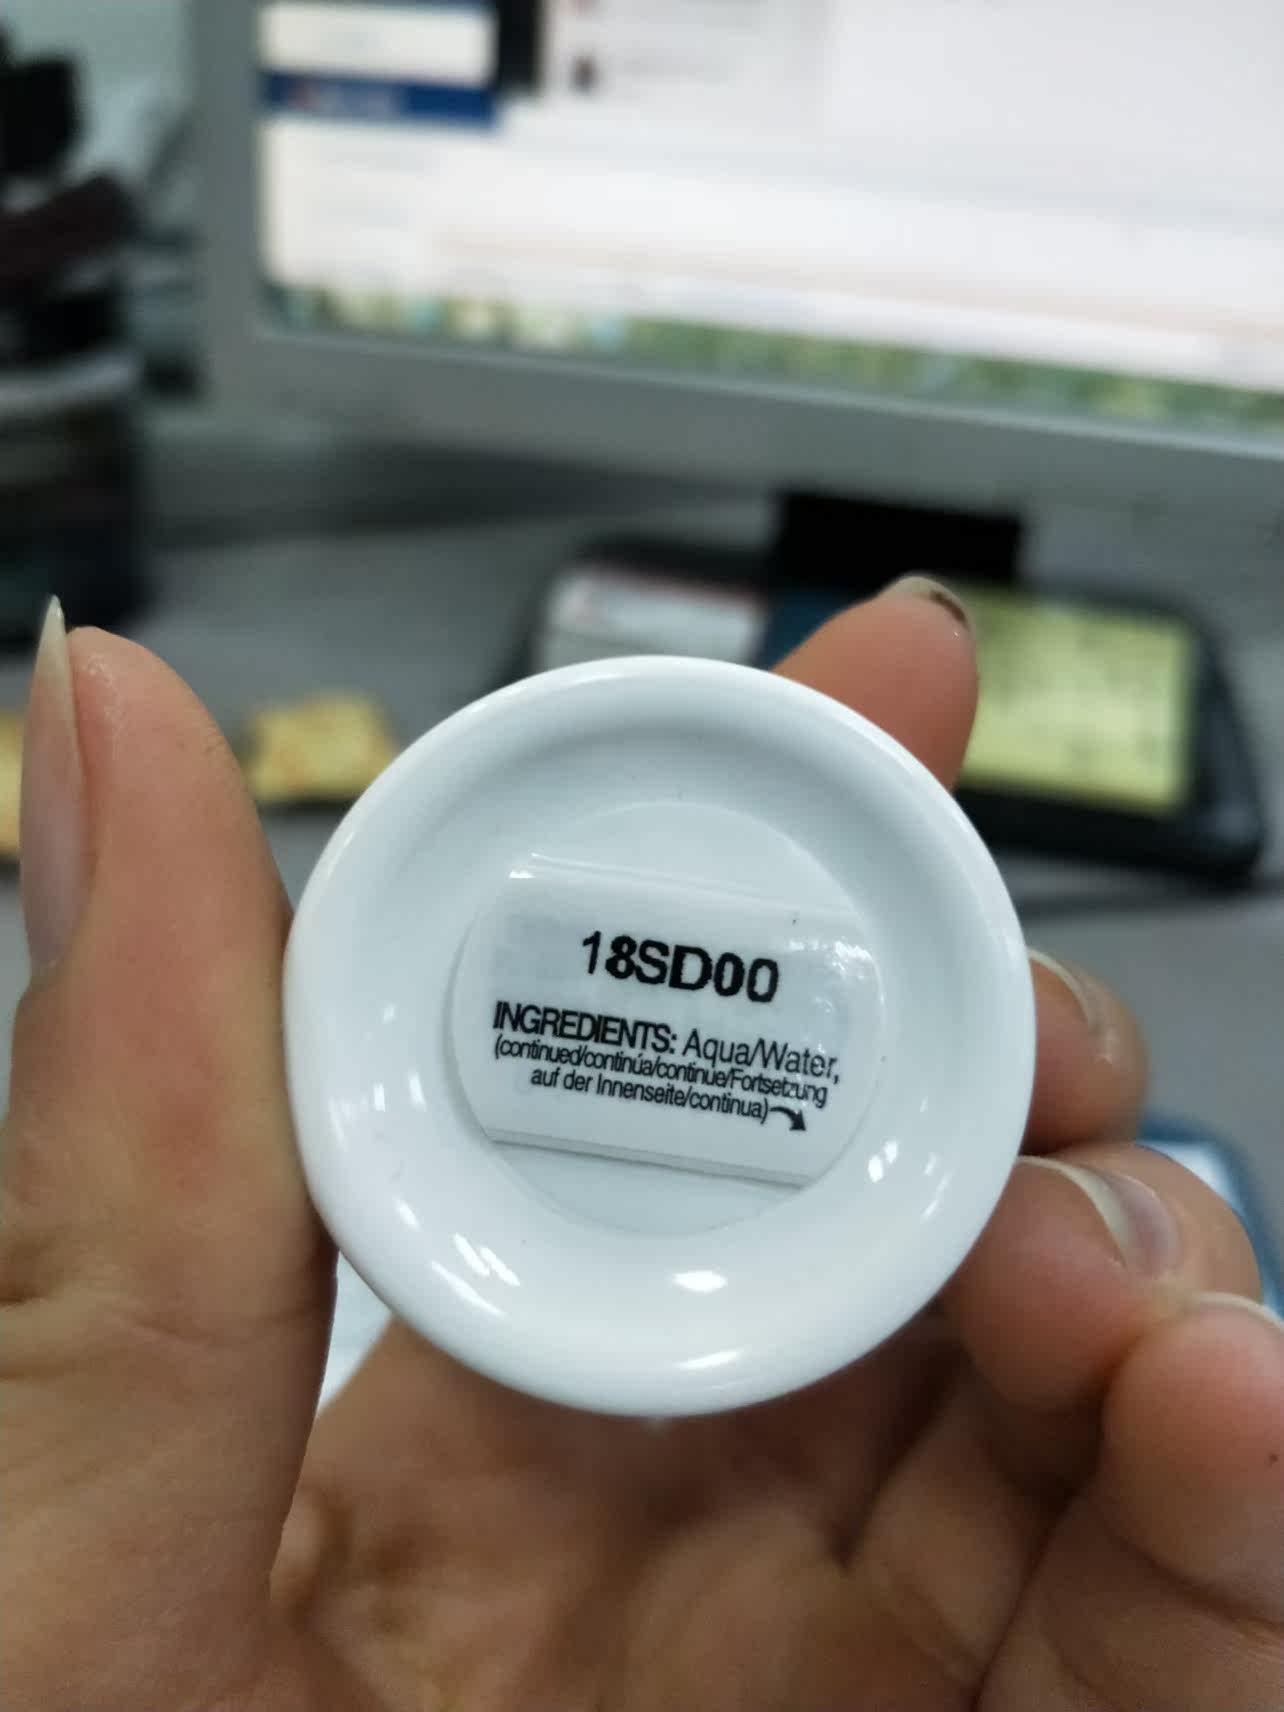 18SD00
INGREDIENTS: Aqua/Water,
(continued/continúa/continue/Fortsetzung
auf der Innenseite/continua)